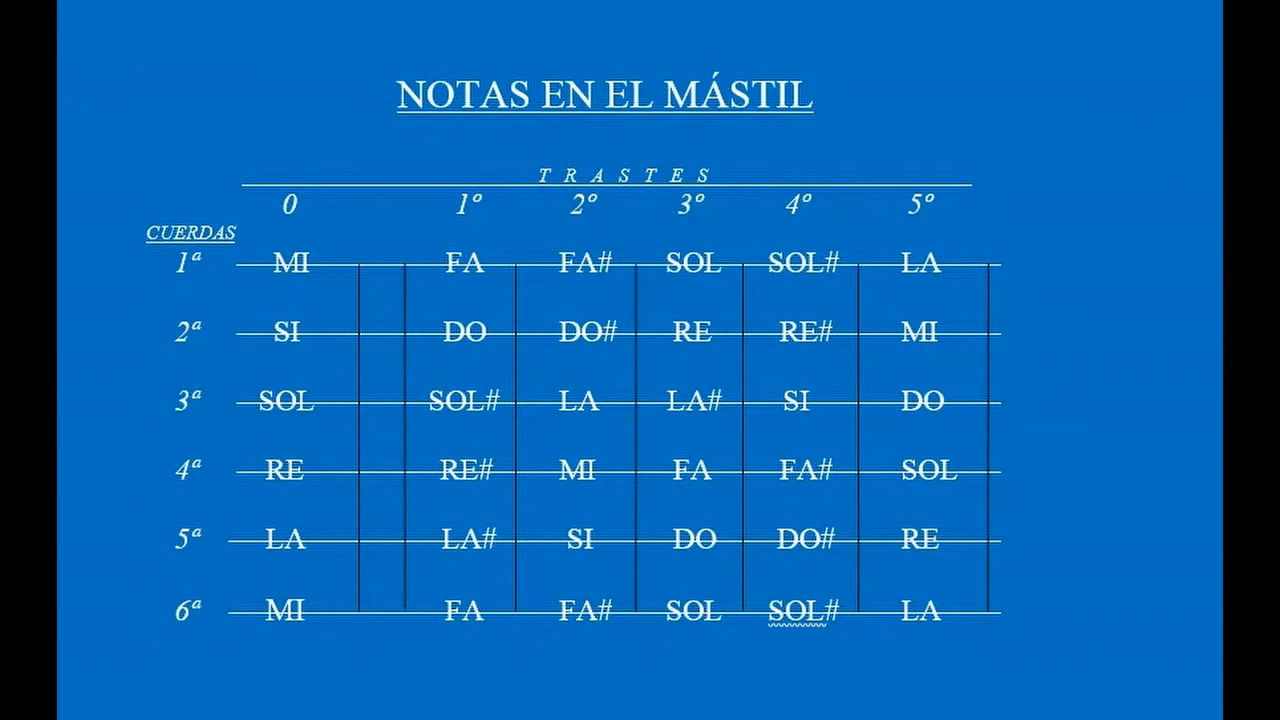 NOTAS EN EL MÁSTIL
T R A S T E S
0 1º 2º 3º 4º 5º
CUERDAS
1ª MI FA FA# SOL SOL# LA
2ª SI DO DO# RE RE# MI
3ª SOL SOL# LA LA# SI DO
4ª RE RE# MI FA FA# SOL
5ª LA LA# SI DO DO# RE
6ª MI FA FA# SOL SOL# LA